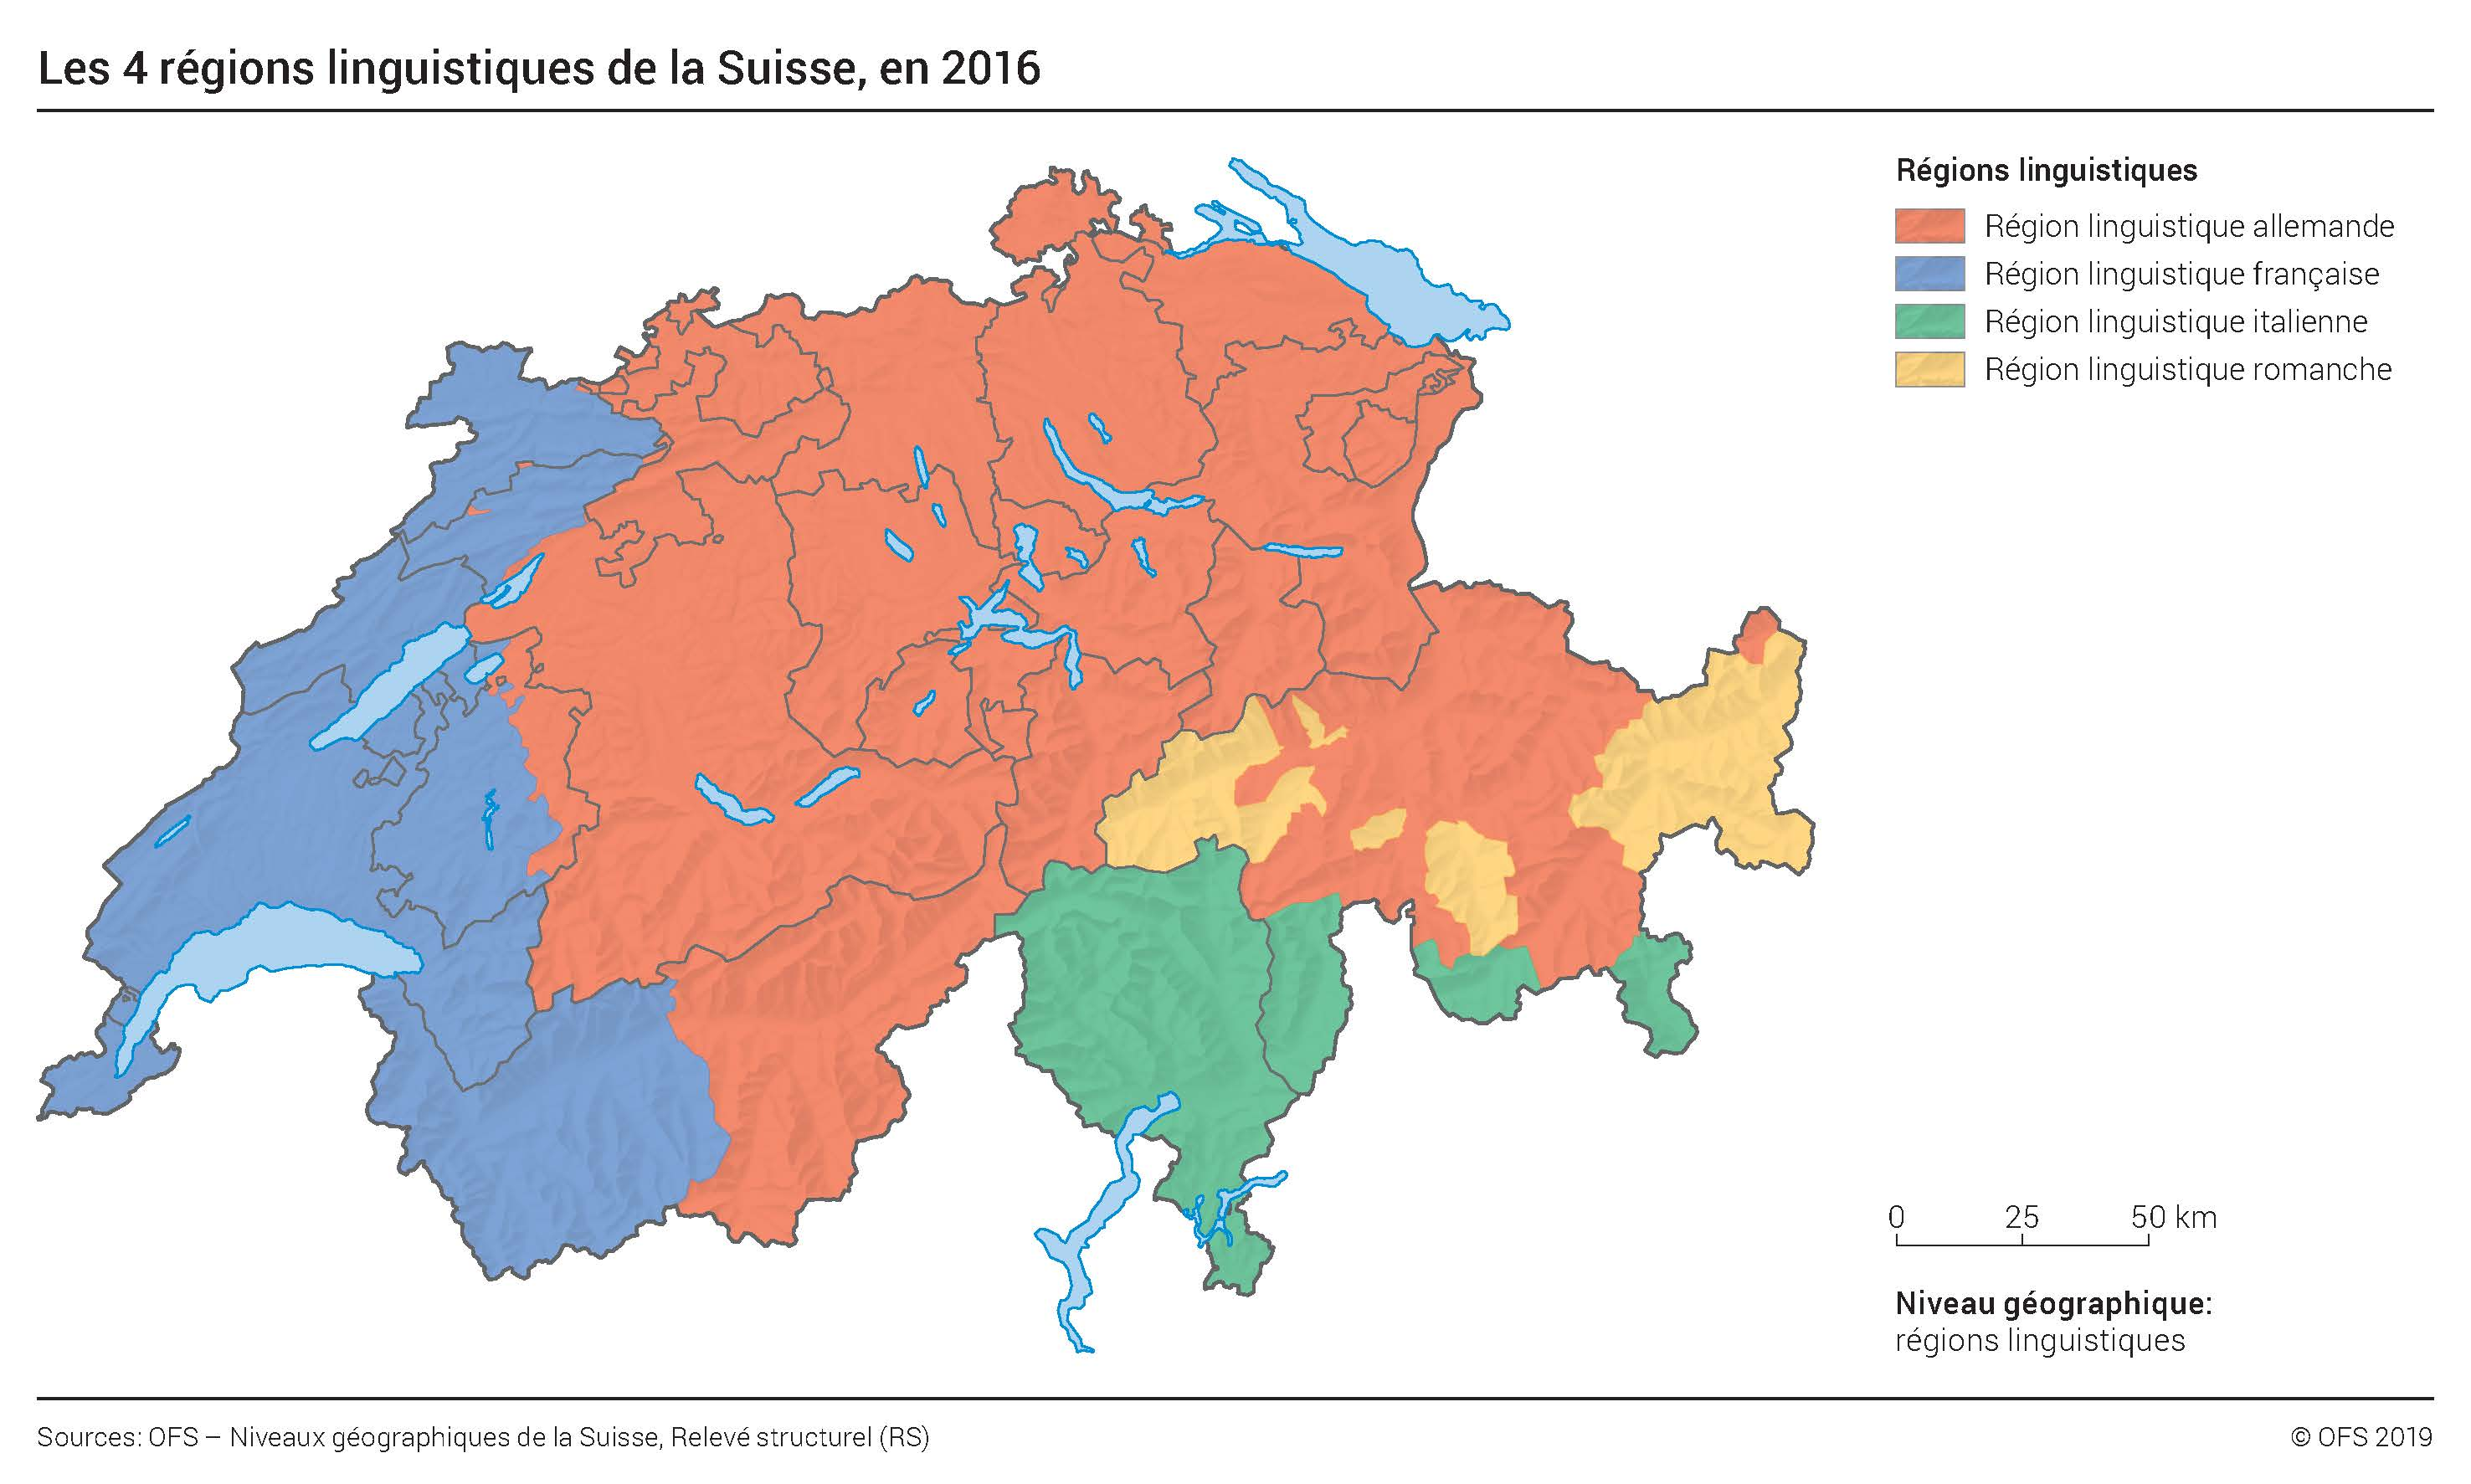 Les 4 régions linguistiques de la Suisse, en 2016
Régions linguistiques
Région linguistique allemande
Région linguistique française
Région linguistique italienne
Région linguistique romanche
0 25 50 km
Niveau géographique:
régions linguistiques
Sources: OFS – Niveaux géographiques de la Suisse, Relevé structurel (RS)
© OFS 2019